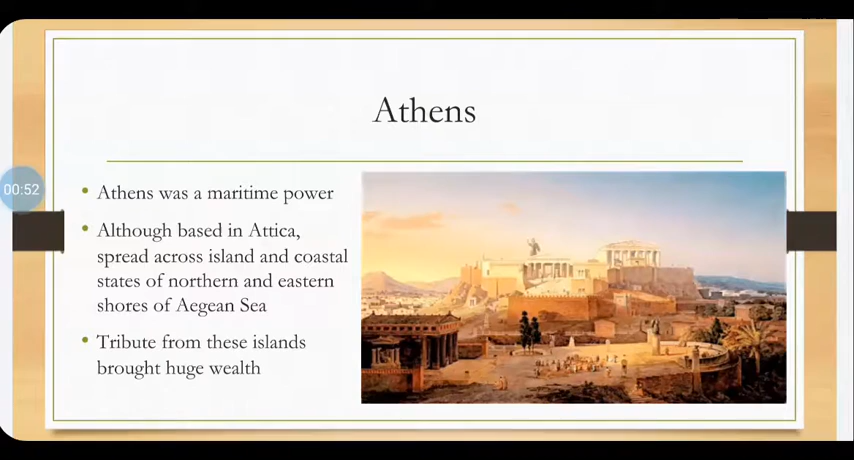 Athens
00:52
Athens was a maritime power
Although based in Attica,
spread across island and coastal
states of northern and eastern
shores of Aegean Sea
Tribute from these islands
brought huge wealth